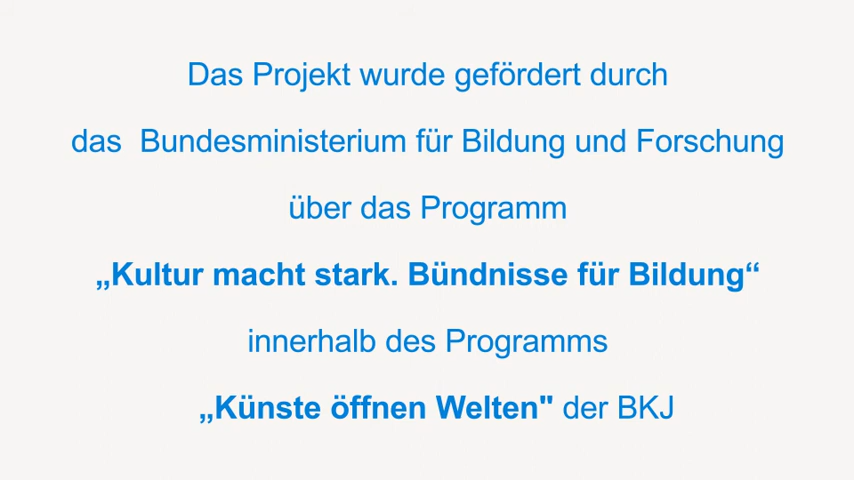 Das Projekt wurde gefördert durch
das  Bundesministerium für Bildung und Forschung
über das Programm
„Kultur macht stark. Bündnisse für Bildung“
innerhalb des Programms
„Künste öffnen Welten" der BKJ